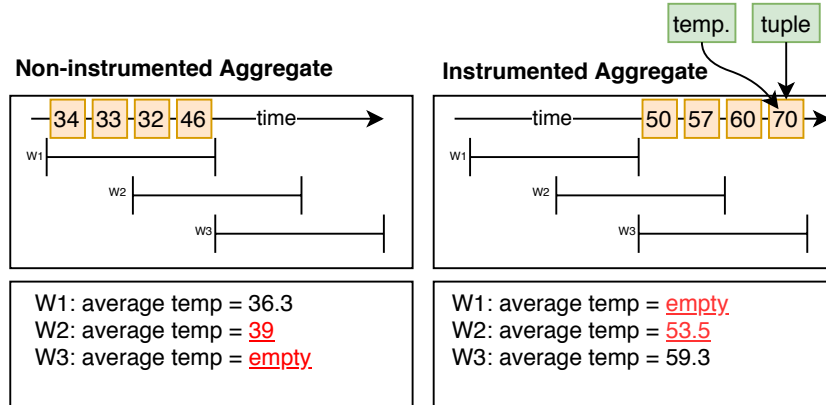 temp. tuple
Non-instrumented Aggregate
Instrumented Aggregate
34 33 32 46 time
W1
W2
W3
time 50 57 60 70
W1
W2
W3
W1: average temp = 36.3
W2: average temp = 39
W3: average temp = empty
W1: average temp = empty
W2: average temp = 53.5
W3: average temp = 59.3